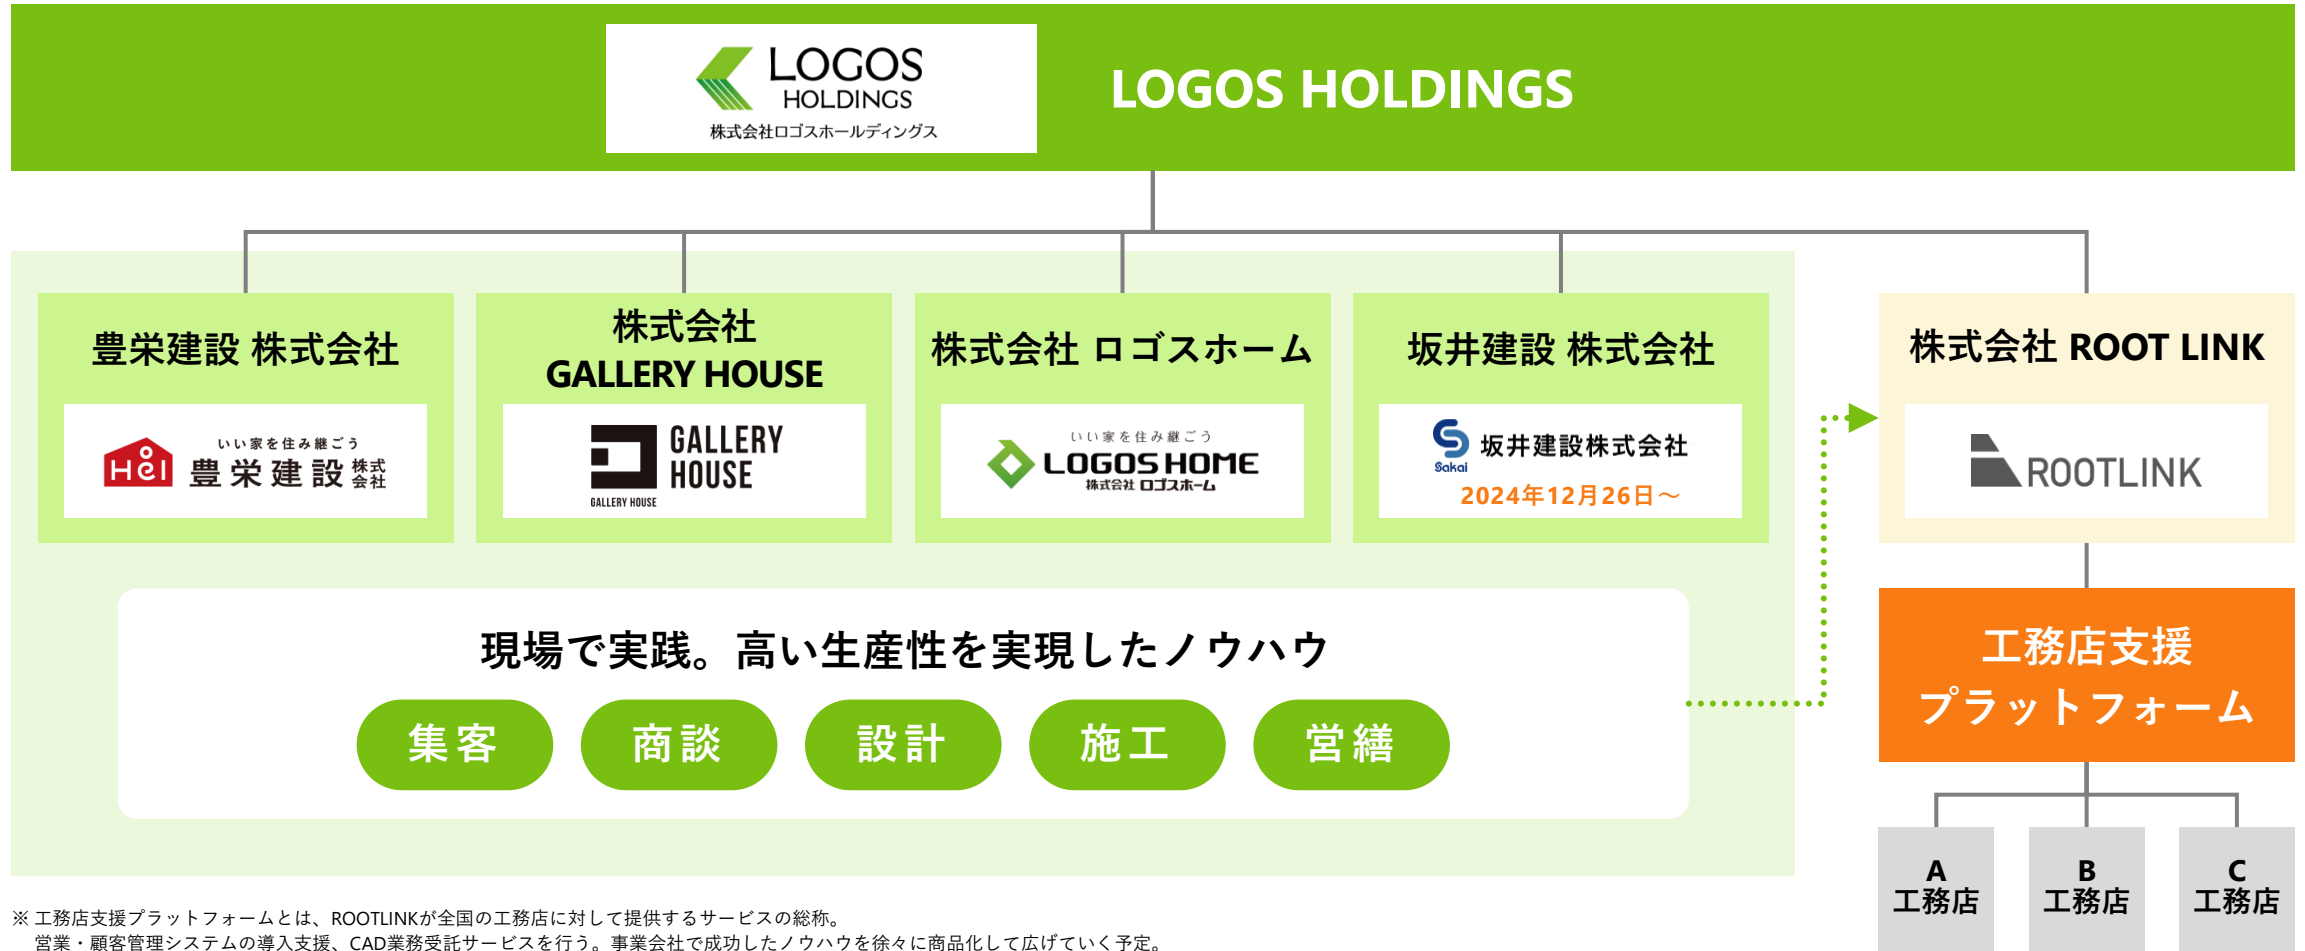 LOGOS
HOLDINGS
株式会社ロゴスホールディングス
LOGOS HOLDINGS
豊栄建設 株式会社
Hei
いい家を住み継ごう
豊栄建設 株式会社
株式会社
GALLERY HOUSE
GALLERY
HOUSE
GALLERY HOUSE
株式会社 ロゴスホーム
いい家を住み継ごう
LOGOS HOME
株式会社 ロゴスホーム
坂井建設 株式会社
Sakai
坂井建設株式会社
2024年12月26日～
株式会社 ROOT LINK
ROOTLINK
現場で実践。高い生産性を実現したノウハウ
集客
商談
設計
施工
営繕
工務店支援
プラットフォーム
A
工務店
B
工務店
C
工務店
※ 工務店支援プラットフォームとは、ROOTLINKが全国の工務店に対して提供するサービスの総称。
営業・顧客管理システムの導入支援、CAD業務受託サービスを行う。事業会社で成功したノウハウを徐々に商品化して広げていく予定。